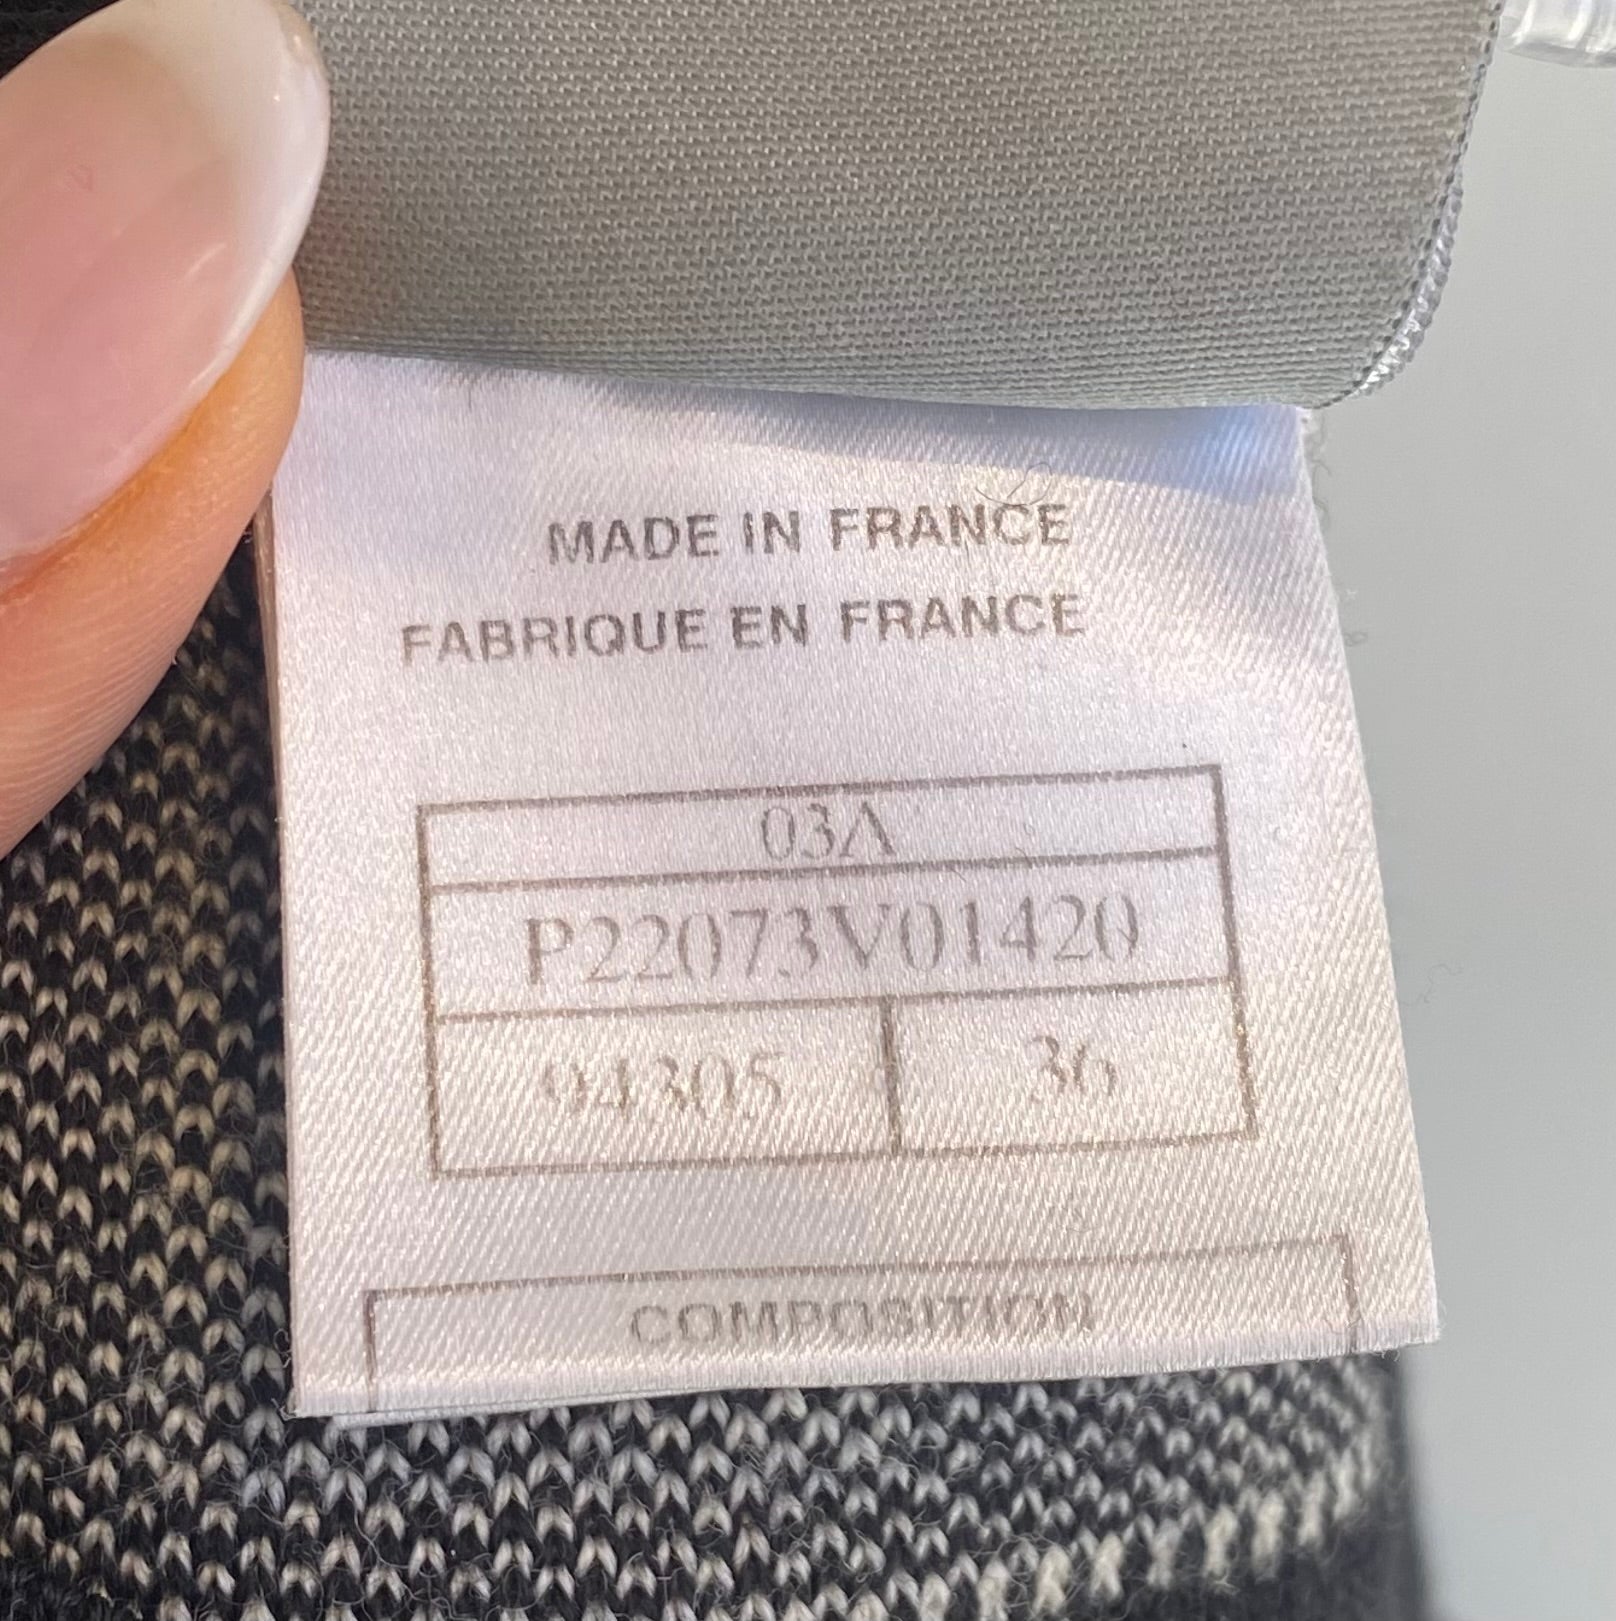 MADE IN FRANCE
FABRIQUE EN FRANCE
03A
P22073V01420
94305 36
COMPOSITION